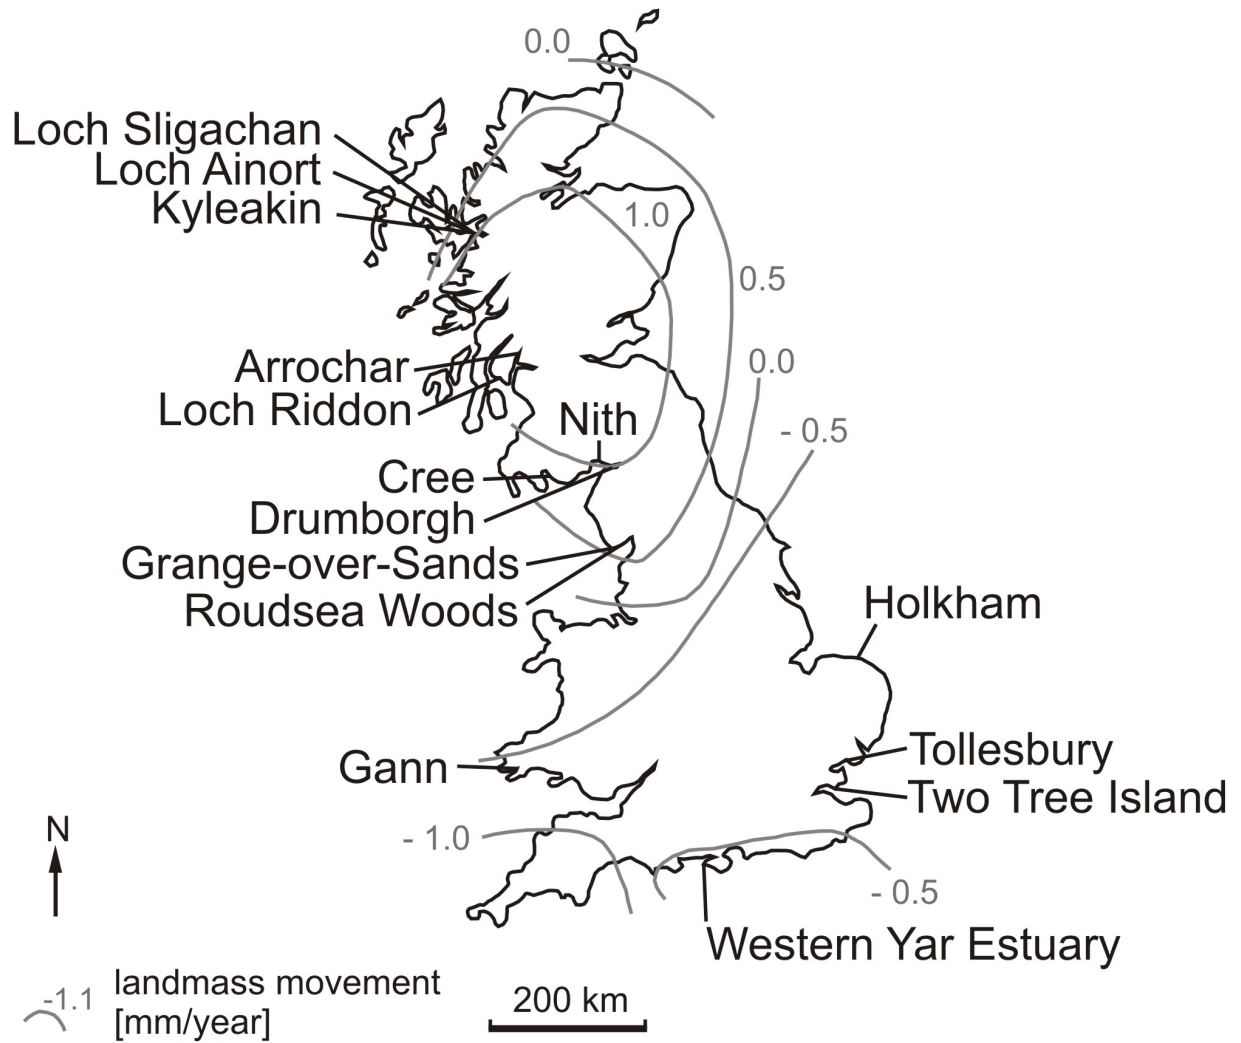 0.0
Loch Sligachan
Loch Ainort
Kyleakin
1.0
0.5
0.0
Arrochar
Loch Riddon
Nith
- 0.5
Cree
Drumborgh
Grange-over-Sands
Roudsea Woods
Holkham
Gann
Tollesbury
Two Tree Island
N
- 1.0
- 0.5
Western Yar Estuary
-1.1
landmass movement
[mm/year]
200 km